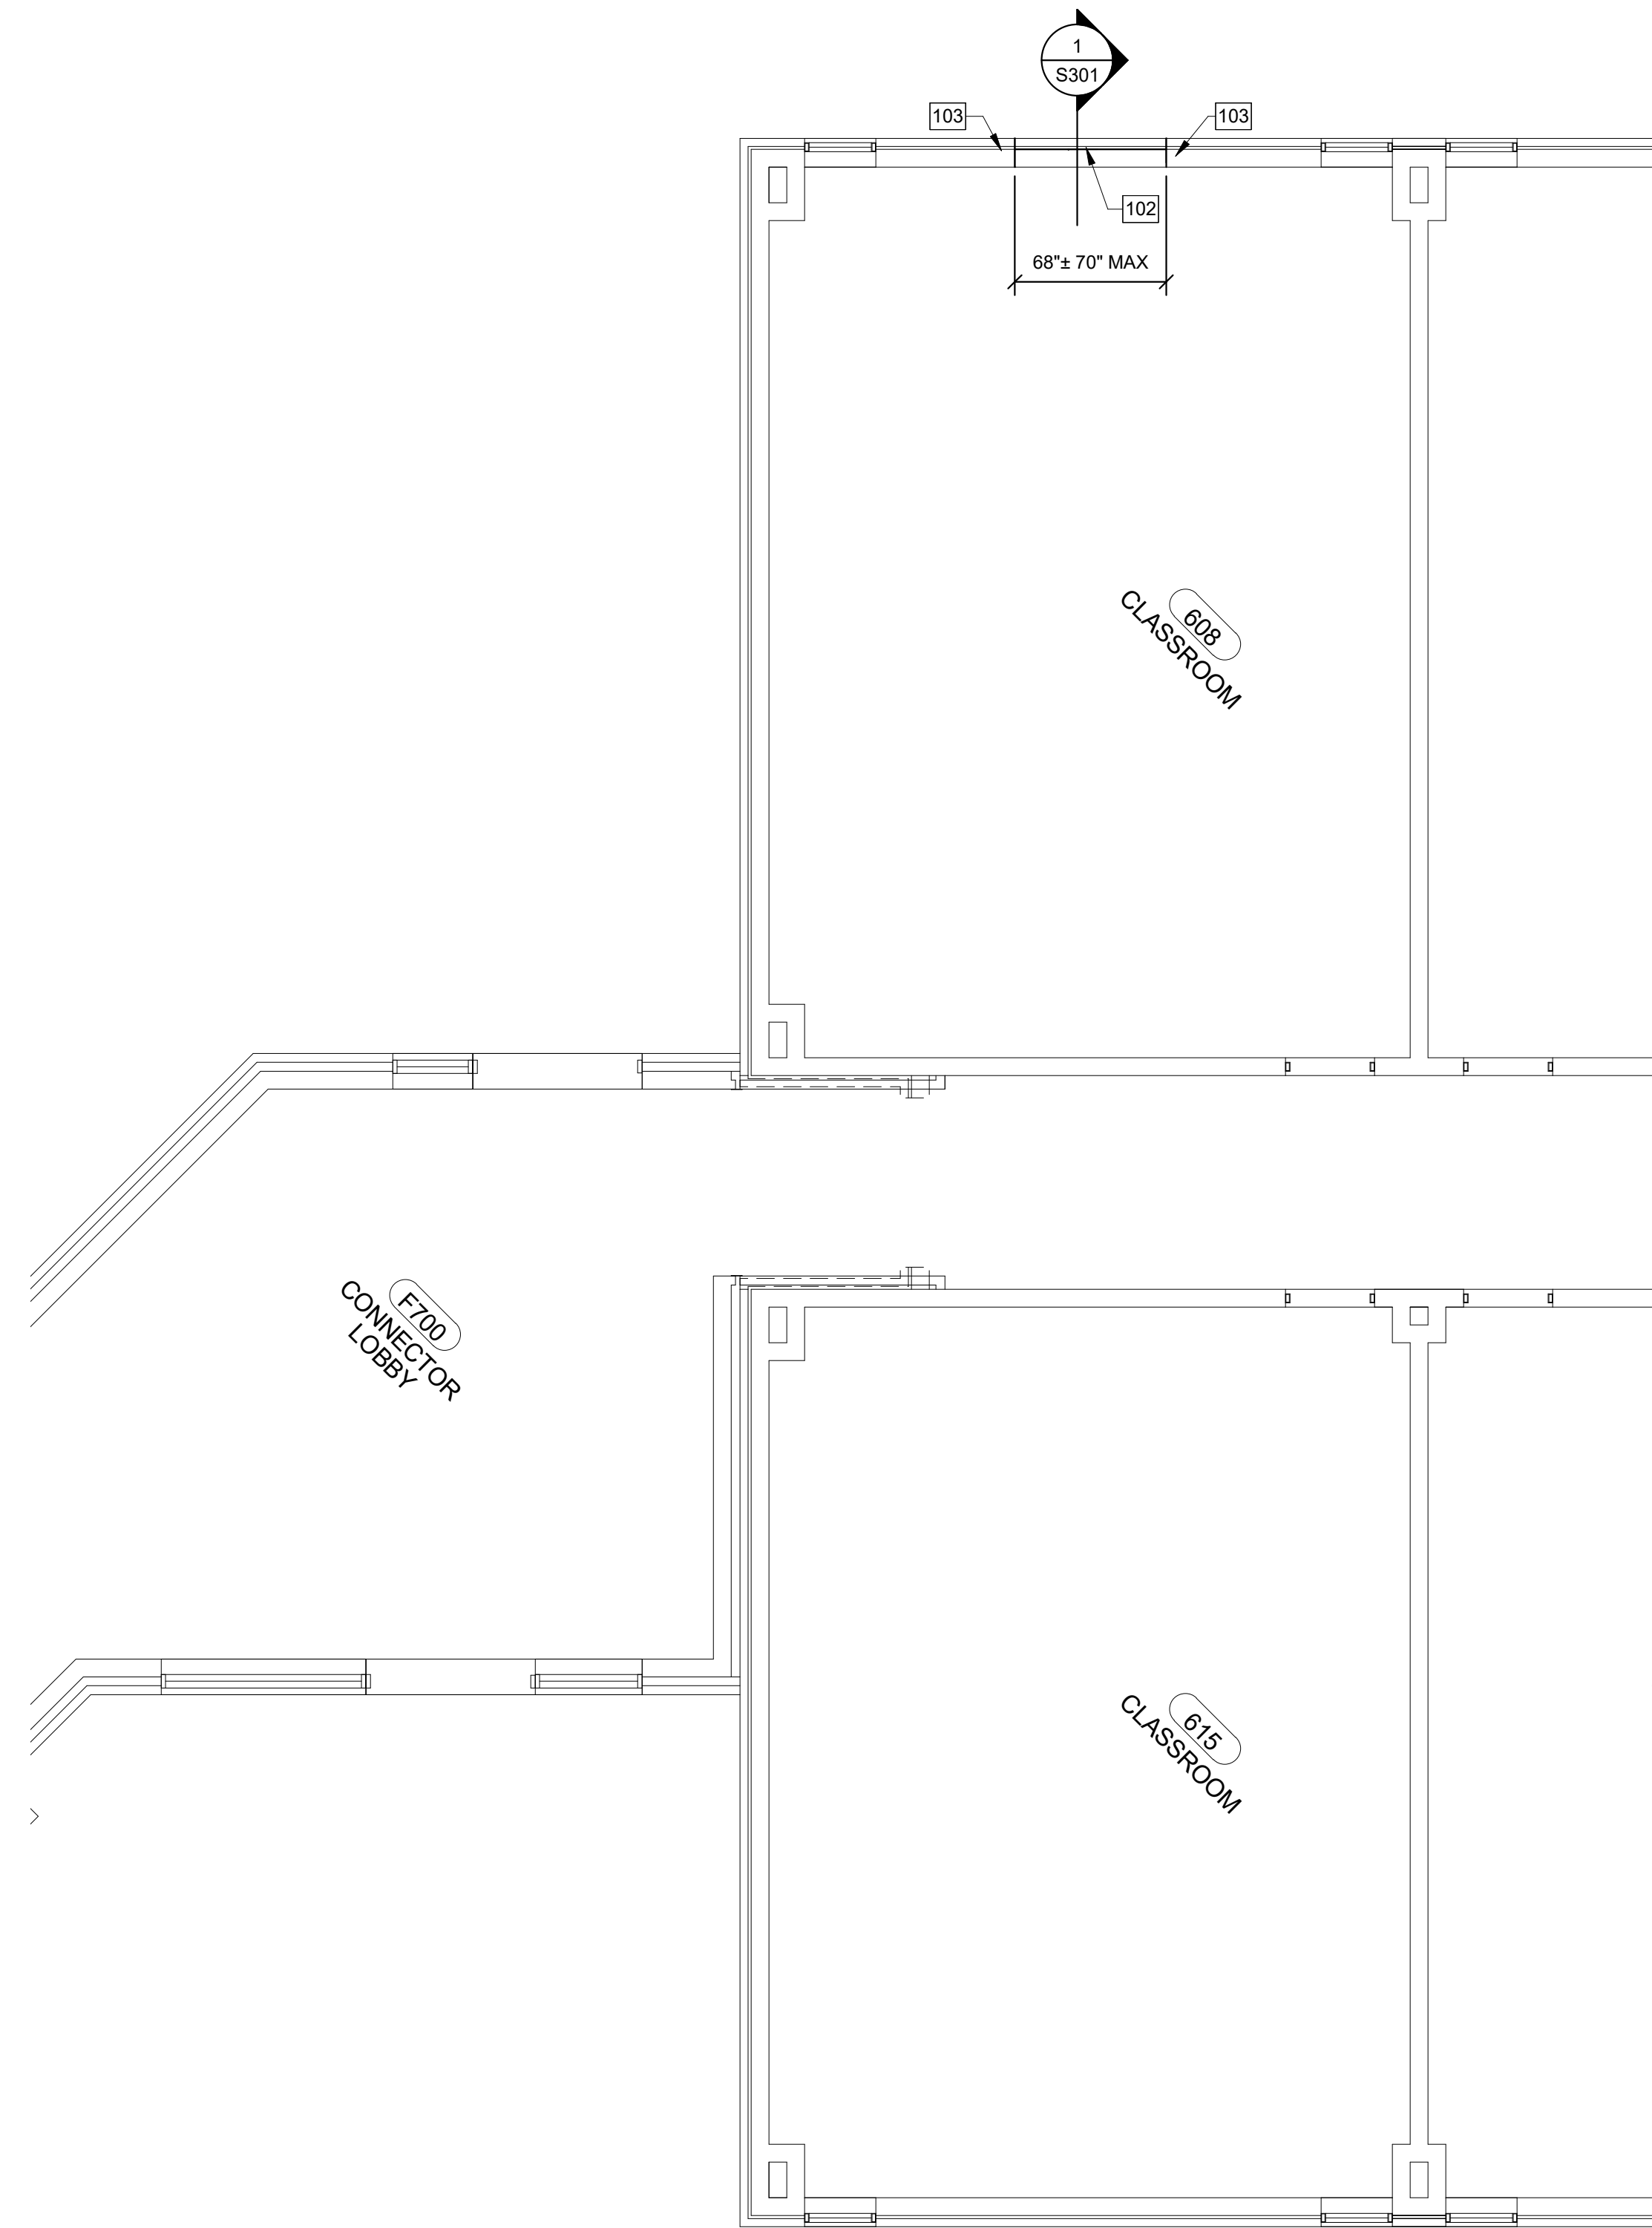 1
S301
103
103
102
68"± 70" MAX
608
CLASSROOM
F700
CONNECTOR
LOBBY
615
CLASSROOM